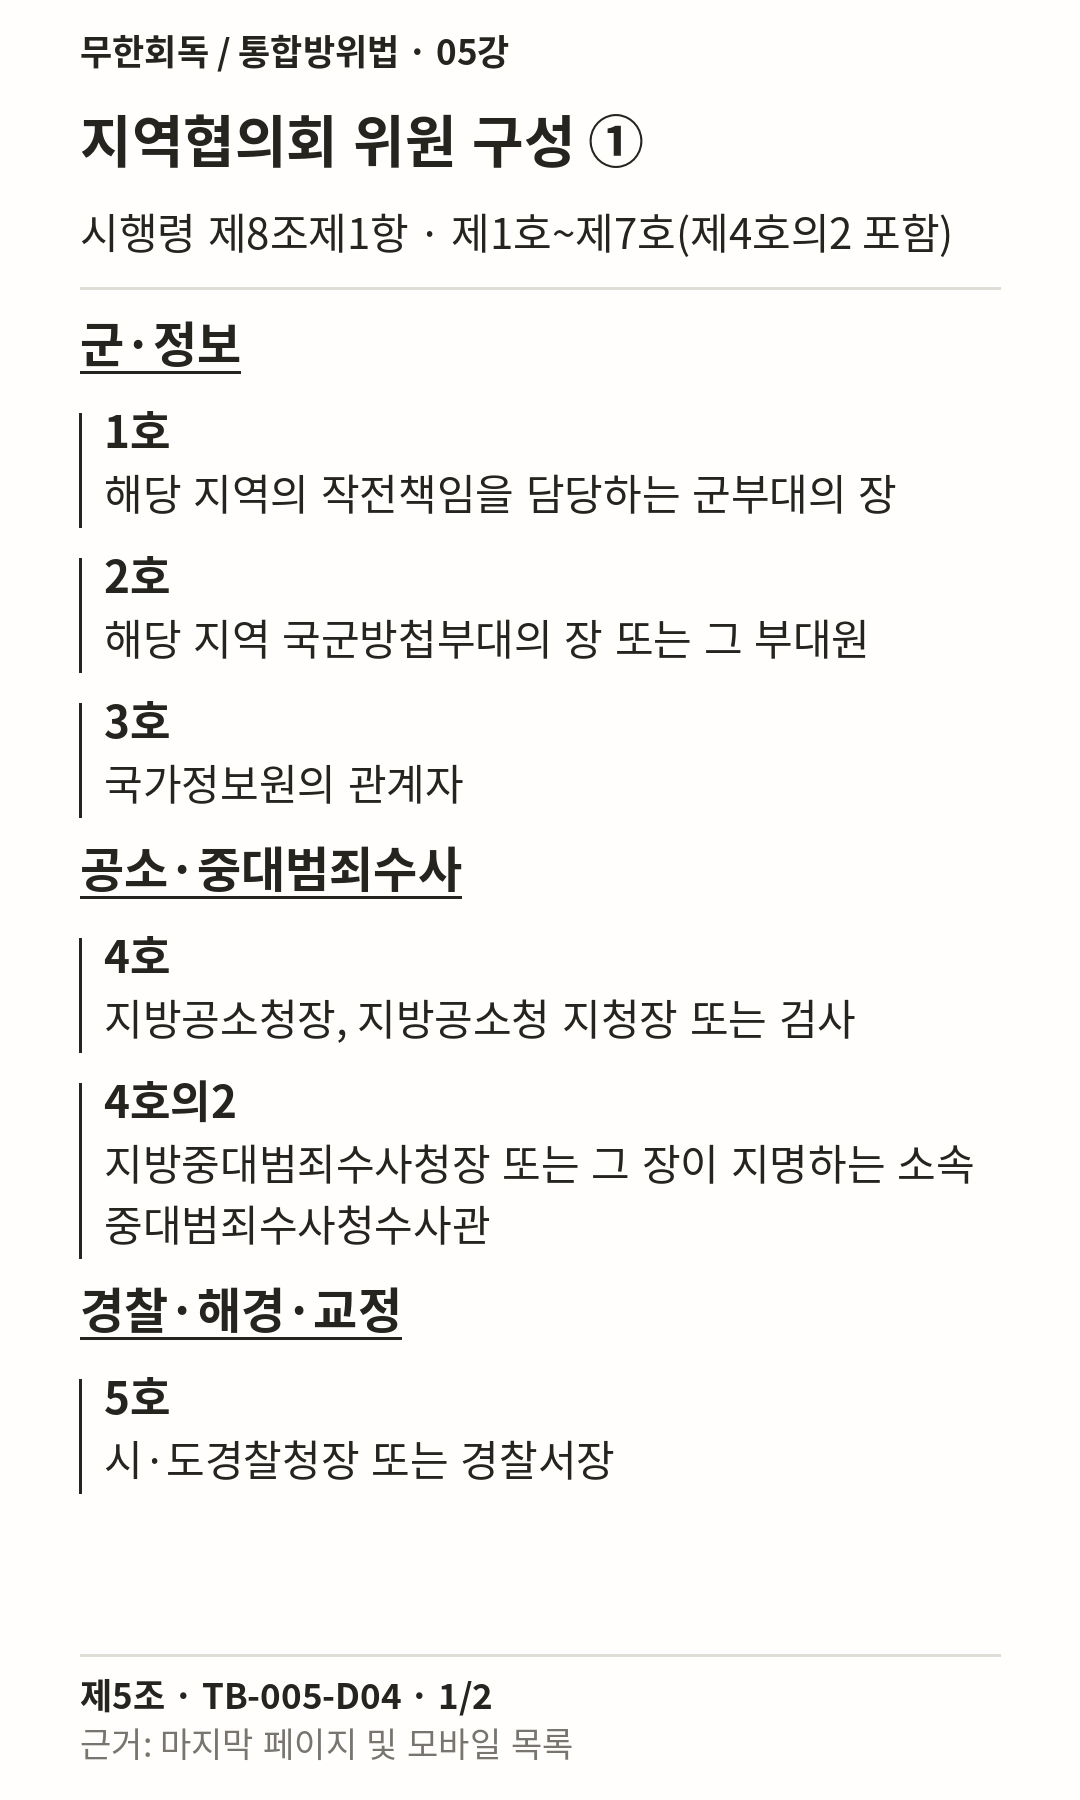 무한회독 / 통합방위법 · 05강
지역협의회 위원 구성 ①
시행령 제8조제1항 · 제1호~제7호(제4호의2 포함)
군·정보
1호
해당 지역의 작전책임을 담당하는 군부대의 장
2호
해당 지역 국군방첩부대의 장 또는 그 부대원
3호
국가정보원의 관계자
공소·중대범죄수사
4호
지방공소청장, 지방공소청 지청장 또는 검사
4호의2
지방중대범죄수사청장 또는 그 장이 지명하는 소속
중대범죄수사청수사관
경찰·해경·교정
5호
시·도경찰청장 또는 경찰서장
제5조 · TB-005-D04 · 1/2
근거: 마지막 페이지 및 모바일 목록